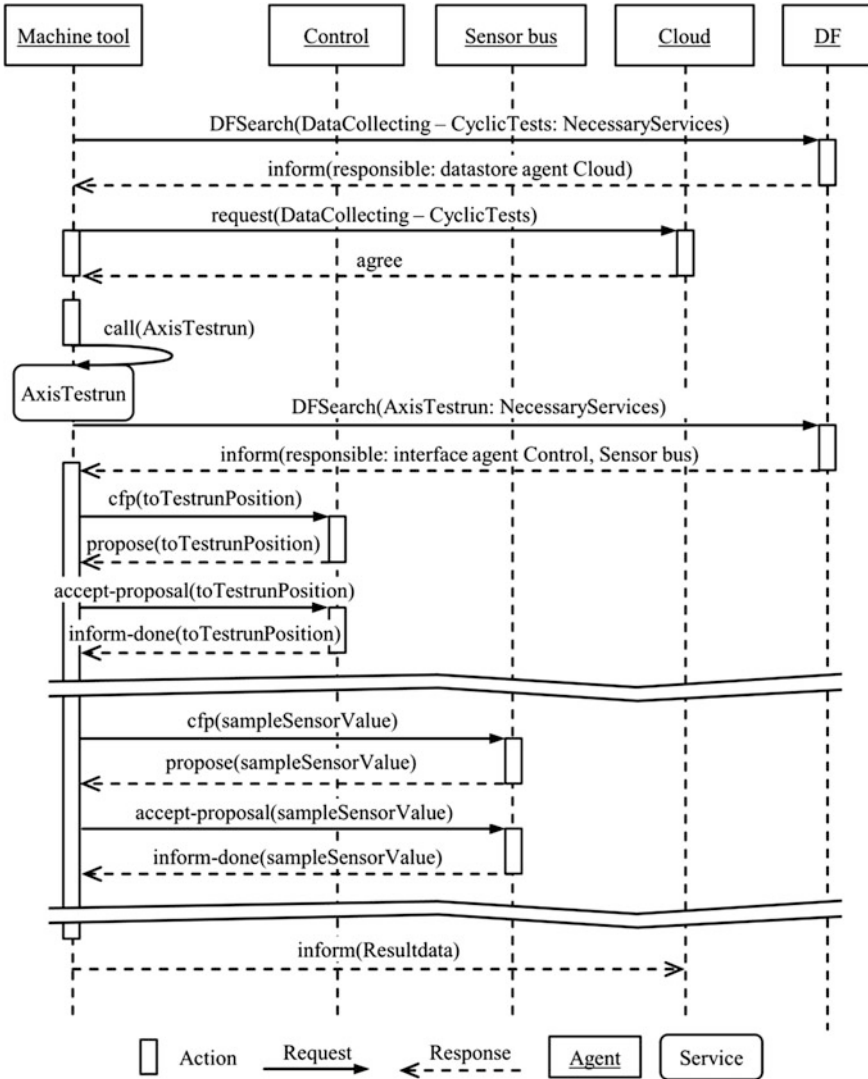 Machine tool Control Sensor bus Cloud DF
DFSearch(DataCollecting – CyclicTests: NecessaryServices)
inform(responsible: datastore agent Cloud)
request(DataCollecting – CyclicTests)
agree
call(AxisTestrun)
AxisTestrun
DFSearch(AxisTestrun: NecessaryServices)
inform(responsible: interface agent Control, Sensor bus)
cfp(toTestrunPosition)
propose(toTestrunPosition)
accept-proposal(toTestrunPosition)
inform-done(toTestrunPosition)
cfp(sampleSensorValue)
propose(sampleSensorValue)
accept-proposal(sampleSensorValue)
inform-done(sampleSensorValue)
inform(Resultdata)
Action Request Response Agent Service